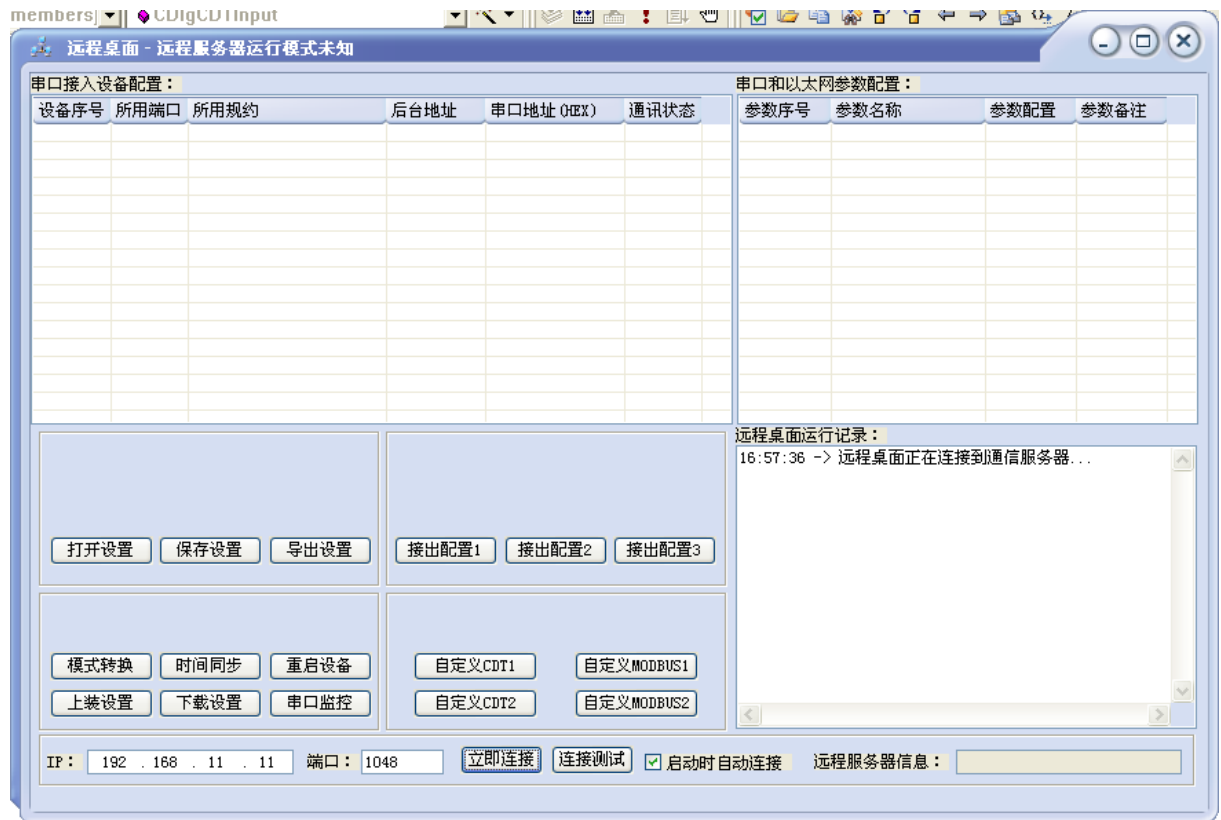 members) CDlgCDTInput
远程桌面 - 远程服务器运行模式未知
串口接入设备配置： 串口和以太网参数配置：
设备序号 所用端口 所用规约 后台地址 串口地址(HEX) 通讯状态 参数序号 参数名称 参数配置 参数备注
远程桌面运行记录：
16:57:36 -> 远程桌面正在连接到通信服务器...
打开设置 保存设置 导出设置 接出配置1 接出配置2 接出配置3
模式转换 时间同步 重启设备 自定义CDT1 自定义MODBUS1
上装设置 下载设置 串口监控 自定义CDT2 自定义MODBUS2
IP： 192 . 168 . 11 . 11 端口： 1048 立即连接 连接测试 启动时自动连接 远程服务器信息：